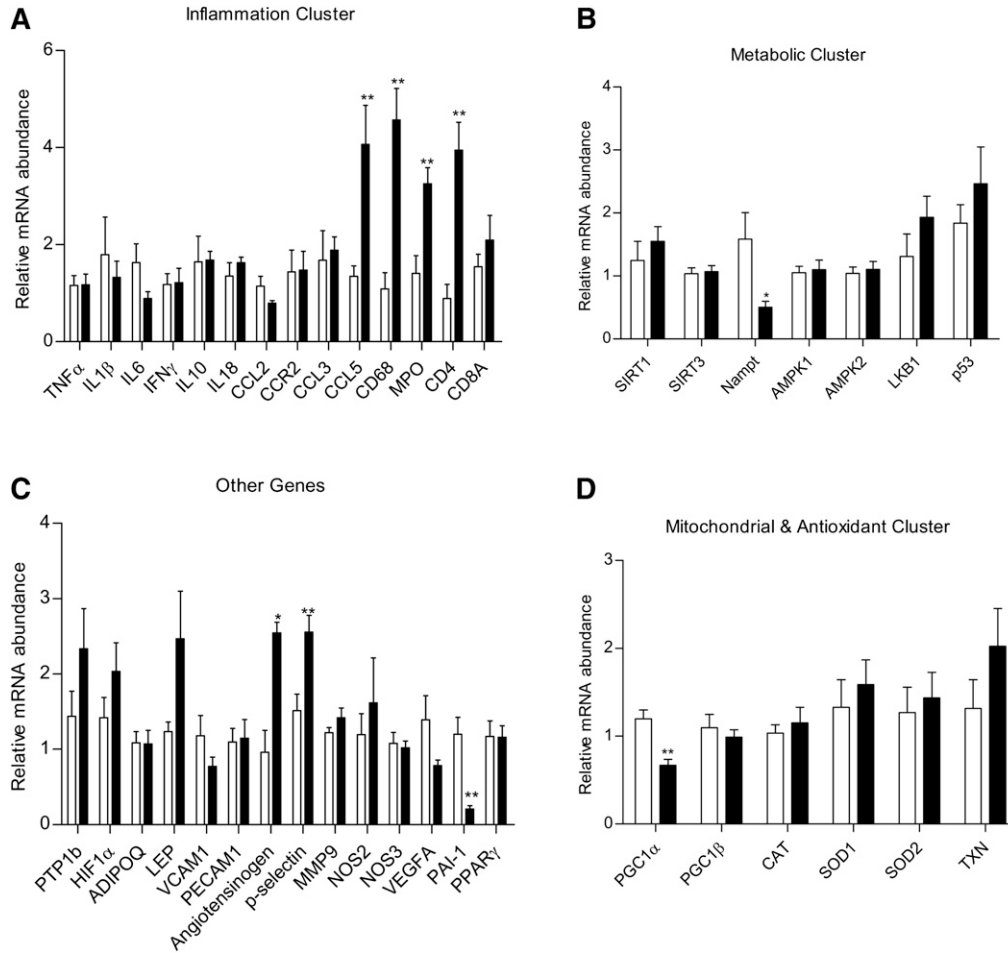 A
Inflammation Cluster
Relative mRNA abundance
6
4
2
0
**
**
**
**
TNFα
IL1β
IL6
IFNγ
IL10
IL18
CCL2
CCR2
CCL3
CCL5
CD68
MPO
CD4
CD8A
B
Metabolic Cluster
Relative mRNA abundance
4
3
2
1
0
*
SIRT1
SIRT3
Nampt
AMPK1
AMPK2
LKB1
p53
C
Other Genes
Relative mRNA abundance
4
3
2
1
0
*
**
**
PTP1b
HIF1α
ADIPOQ
LEP
VCAM1
PECAM1
Angiotensinogen
p-selectin
MMP9
NOS2
NOS3
VEGFA
PAI-1
PPARγ
D
Mitochondrial & Antioxidant Cluster
Relative mRNA abundance
3
2
1
0
**
PGC1α
PGC1β
CAT
SOD1
SOD2
TXN